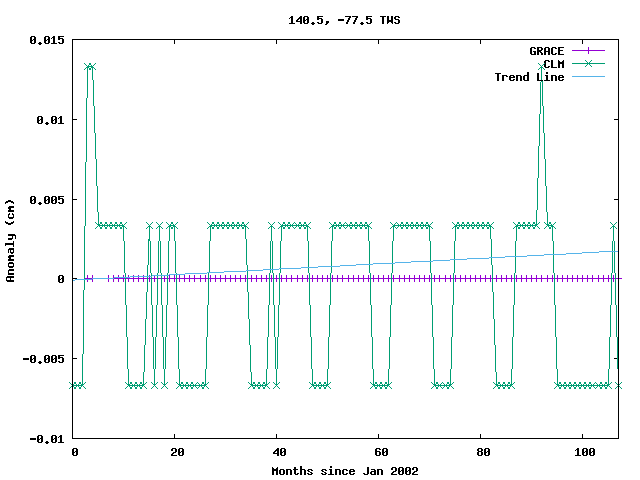 140.5, -77.5 TWS
0.015
GRACE
CLM
Trend Line
0.01
0.005
0
-0.005
-0.01
Anomaly (cm)
0 20 40 60 80 100
Months since Jan 2002